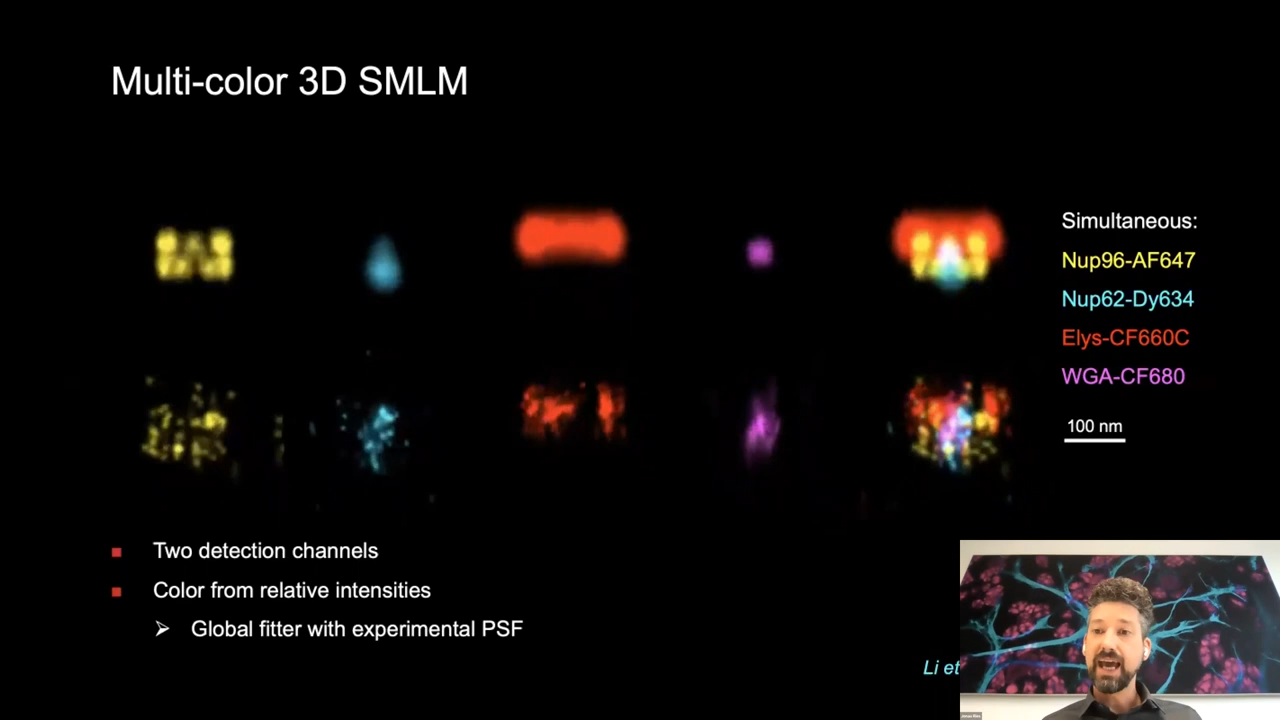 Multi-color 3D SMLM
Simultaneous:
Nup96-AF647
Nup62-Dy634
Elys-CF660C
WGA-CF680
100 nm
Two detection channels
Color from relative intensities
Global fitter with experimental PSF
Li et